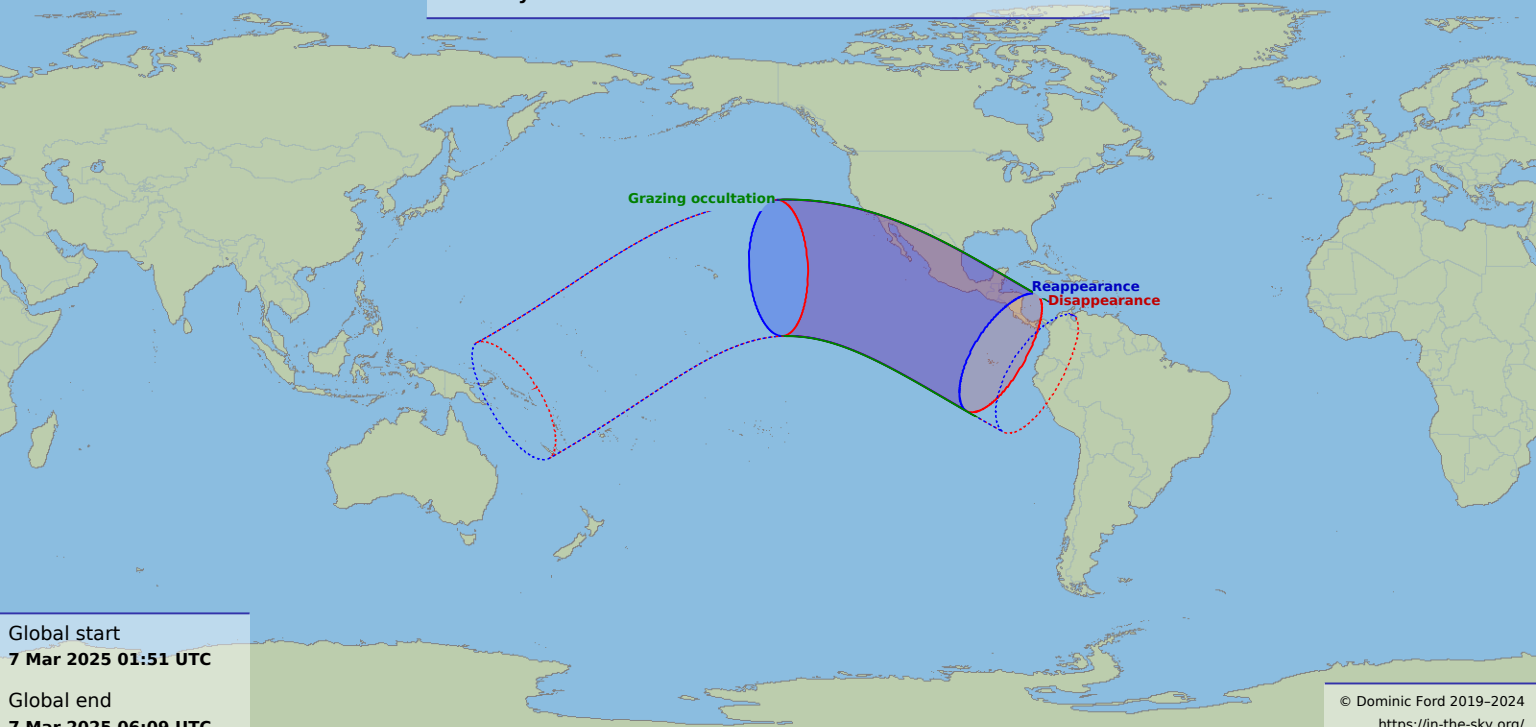 Grazing occultation
Reappearance
Disappearance
Global start
7 Mar 2025 01:51 UTC
Global end
7 Mar 2025 06:09 UTC
© Dominic Ford 2019–2024
https://in-the-sky.org/